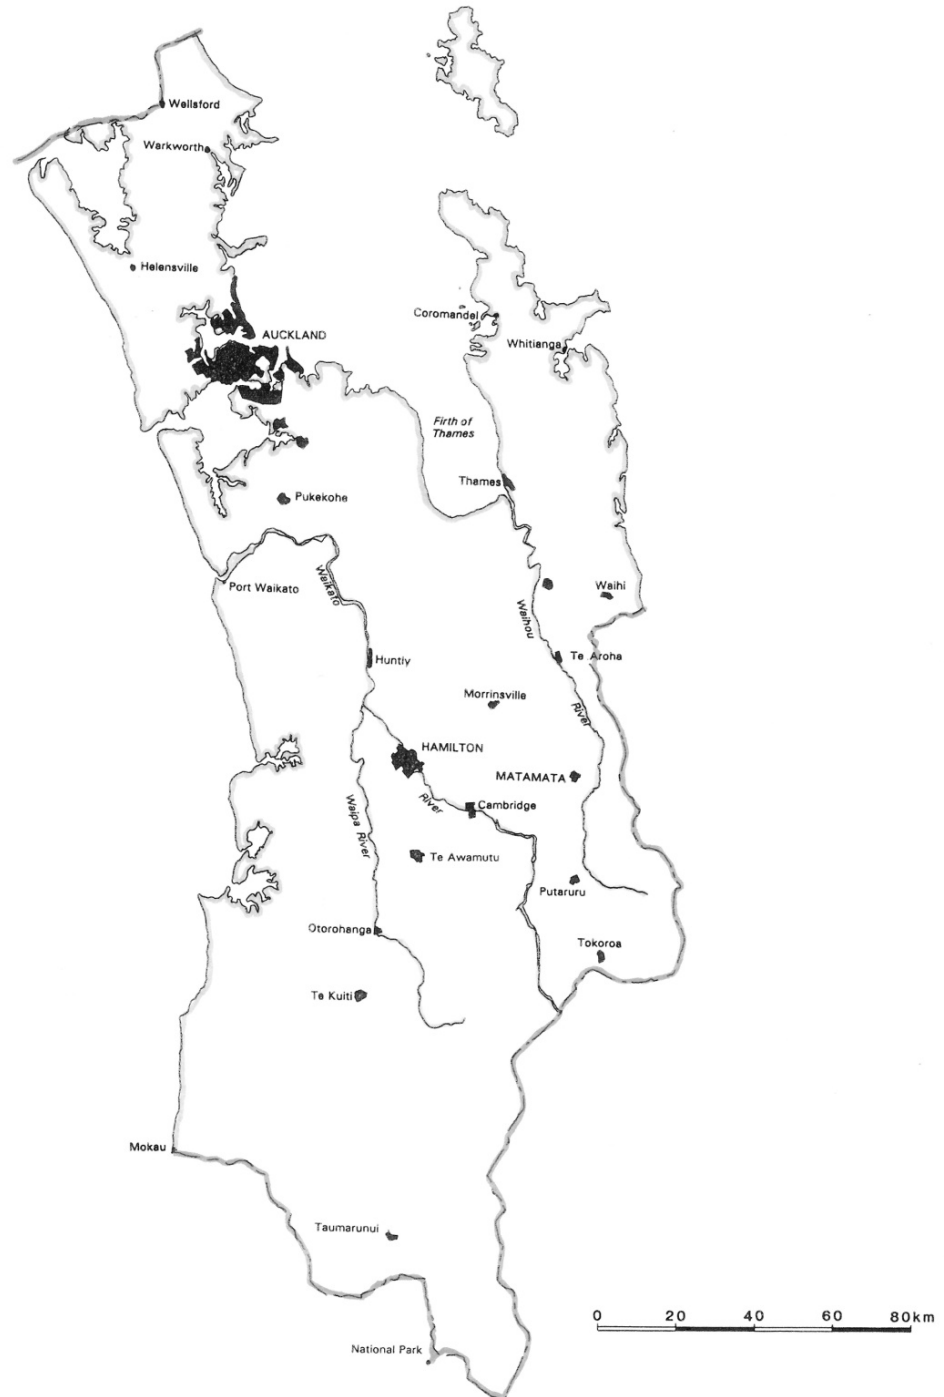 Wellsford
Warkworth
Helensville
AUCKLAND
Coromandel
Whitianga
Firth of
Thames
Thames
Pukekohe
Port Waikato
Waikato
Waihi
Waihou
Huntly
Te Aroha
Morrinsville
River
HAMILTON
MATAMATA
River
Cambridge
Waipa River
Te Awamutu
Putaruru
Otorohanga
Tokoroa
Te Kuiti
Mokau
Taumarunui
0 20 40 60 80km
National Park